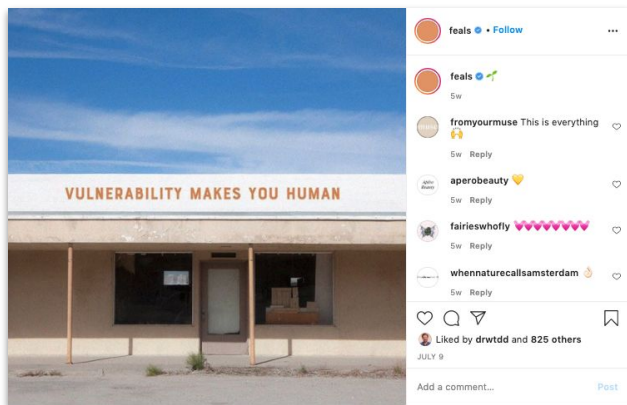 VULNERABILITY MAKES YOU HUMAN
feals • Follow
feals
5w
fromyourmuse This is everything
5w Reply
aperobeauty
5w Reply
fairieswhofly
5w Reply
whennaturecallsamsterdam
5w Reply
Liked by drwtdd and 825 others
JULY 9
Add a comment...
Post